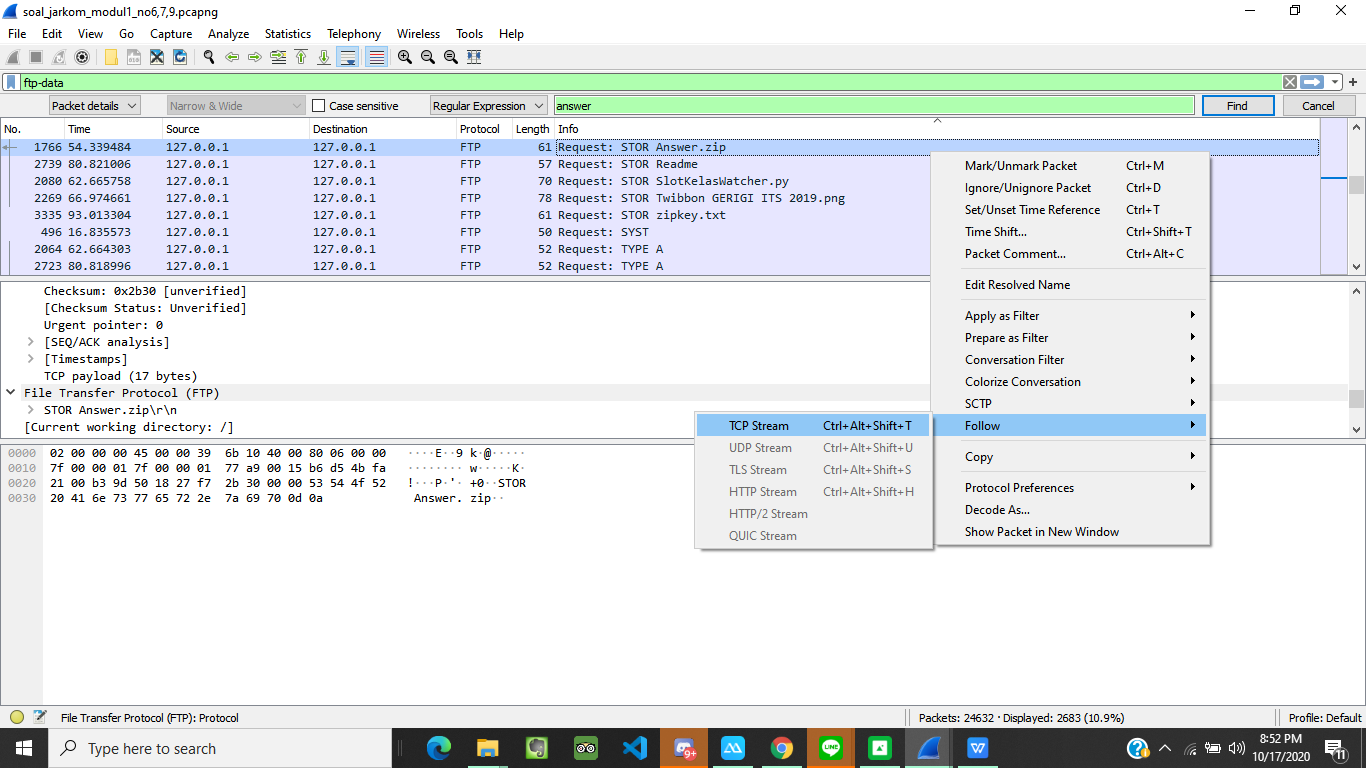 soal_jarkom_modul1_no6,7,9.pcapng
File Edit View Go Capture Analyze Statistics Telephony Wireless Tools Help
ftp-data
Packet details Narrow & Wide Case sensitive Regular Expression answer Find Cancel
No. Time Source Destination Protocol Length Info
1766 54.339484 127.0.0.1 127.0.0.1 FTP 61 Request: STOR Answer.zip
2739 80.821006 127.0.0.1 127.0.0.1 FTP 57 Request: STOR Readme
2080 62.665758 127.0.0.1 127.0.0.1 FTP 70 Request: STOR SlotKelasWatcher.py
2269 66.974661 127.0.0.1 127.0.0.1 FTP 78 Request: STOR Twibbon GERIGI ITS 2019.png
3335 93.013304 127.0.0.1 127.0.0.1 FTP 61 Request: STOR zipkey.txt
496 16.835573 127.0.0.1 127.0.0.1 FTP 50 Request: SYST
2064 62.664303 127.0.0.1 127.0.0.1 FTP 52 Request: TYPE A
2723 80.818996 127.0.0.1 127.0.0.1 FTP 52 Request: TYPE A
Mark/Unmark Packet Ctrl+M
Ignore/Unignore Packet Ctrl+D
Set/Unset Time Reference Ctrl+T
Time Shift... Ctrl+Shift+T
Packet Comment... Ctrl+Alt+C
Edit Resolved Name
Apply as Filter
Prepare as Filter
Conversation Filter
Colorize Conversation
SCTP
Follow
Copy
Protocol Preferences
Decode As...
Show Packet in New Window
TCP Stream Ctrl+Alt+Shift+T
UDP Stream Ctrl+Alt+Shift+U
TLS Stream Ctrl+Alt+Shift+S
HTTP Stream Ctrl+Alt+Shift+H
HTTP/2 Stream
QUIC Stream
Checksum: 0x2b30 [unverified]
[Checksum Status: Unverified]
Urgent pointer: 0
[SEQ/ACK analysis]
[Timestamps]
TCP payload (17 bytes)
File Transfer Protocol (FTP)
STOR Answer.zip\r\n
[Current working directory: /]
0000 02 00 00 00 45 00 00 39 6b 10 40 00 80 06 00 00 ····E··9 k·@·····
0010 7f 00 00 01 7f 00 00 01 77 a9 00 15 b6 d5 4b fa ········ w·····K·
0020 21 00 b3 9d 50 18 27 f7 2b 30 00 00 53 54 4f 52 !···P·'· +0··STOR
0030 20 41 6e 73 77 65 72 2e 7a 69 70 0d 0a Answer. zip··
File Transfer Protocol (FTP): Protocol
Packets: 24632 · Displayed: 2683 (10.9%)
Profile: Default
Type here to search
9+
8:52 PM
10/17/2020
11